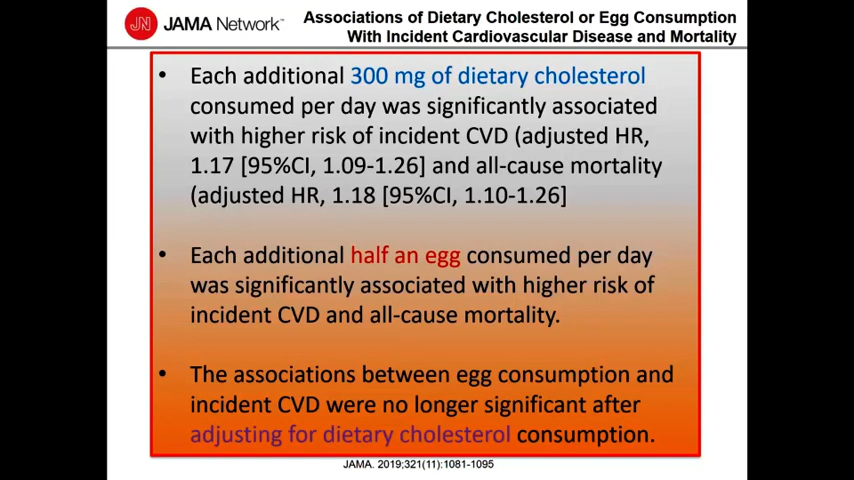 JN JAMA Network™
Associations of Dietary Cholesterol or Egg Consumption
With Incident Cardiovascular Disease and Mortality
• Each additional 300 mg of dietary cholesterol
consumed per day was significantly associated
with higher risk of incident CVD (adjusted HR,
1.17 [95%CI, 1.09-1.26] and all-cause mortality
(adjusted HR, 1.18 [95%CI, 1.10-1.26]
• Each additional half an egg consumed per day
was significantly associated with higher risk of
incident CVD and all-cause mortality.
• The associations between egg consumption and
incident CVD were no longer significant after
adjusting for dietary cholesterol consumption.
JAMA. 2019;321(11):1081-1095